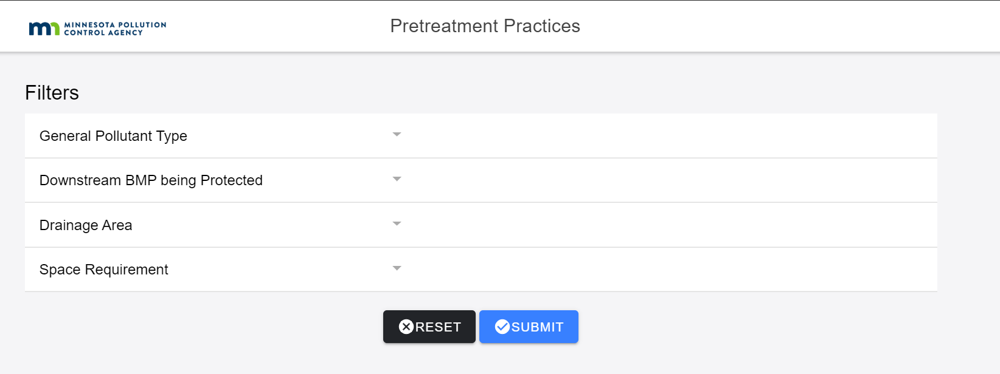 MINNESOTA POLLUTION
CONTROL AGENCY
Pretreatment Practices
Filters
General Pollutant Type
Downstream BMP being Protected
Drainage Area
Space Requirement
RESET
SUBMIT